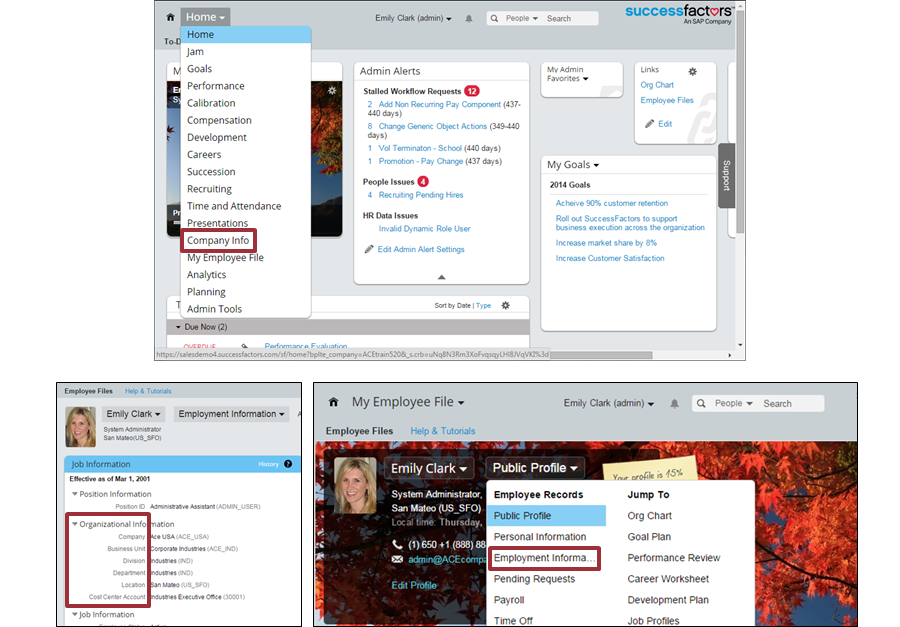 Home
Emily Clark (admin)
People
Search
successfactors
An SAP Company
To-D
Home
Jam
Goals
Performance
Calibration
Compensation
Development
Careers
Succession
Recruiting
Time and Attendance
Presentations
Company Info
My Employee File
Analytics
Planning
Admin Tools
Admin Alerts
Stalled Workflow Requests 12
2 Add Non Recurring Pay Component (437-
440 days)
8 Change Generic Object Actions (349-440
days)
1 Vol Terminaton - School (440 days)
1 Promotion - Pay Change (437 days)
People Issues 4
4 Recruiting Pending Hires
HR Data Issues
Invalid Dynamic Role User
Edit Admin Alert Settings
My Admin
Favorites
Links
Org Chart
Employee Files
Edit
Support
My Goals
2014 Goals
Acheive 90% customer retention
Roll out SuccessFactors to support
business execution across the organization
Increase market share by 8%
Increase Customer Satisfaction
Sort by Date | Type
Due Now (2)
OVERDUE
Performance Evaluation
Employee Files
Help & Tutorials
Emily Clark
Employment Information
System Administrator
San Mateo(US_SFO)
Job Information
History
Effective as of Mar 1, 2001
Position Information
Position ID Administrative Assistant (ADMIN_USER)
Organizational Information
Company Ace USA (ACE_USA)
Business Unit Corporate Industries (ACE_IND)
Division Industries (IND)
Department Industries (IND)
Location San Mateo (US_SFO)
Cost Center Account Industries Executive Office (30001)
Job Information
My Employee File
Emily Clark (admin)
People
Search
Employee Files
Help & Tutorials
Emily Clark
Public Profile
Your profile is 15%
System Administrator,
San Mateo (US_SFO)
Local time: Thursday,
(1) 650 +1 (888) 88
admin@ACEcompa
Edit Profile
Employee Records
Public Profile
Personal Information
Employment Informa...
Pending Requests
Payroll
Time Off
Jump To
Org Chart
Goal Plan
Performance Review
Career Worksheet
Development Plan
Job Profiles